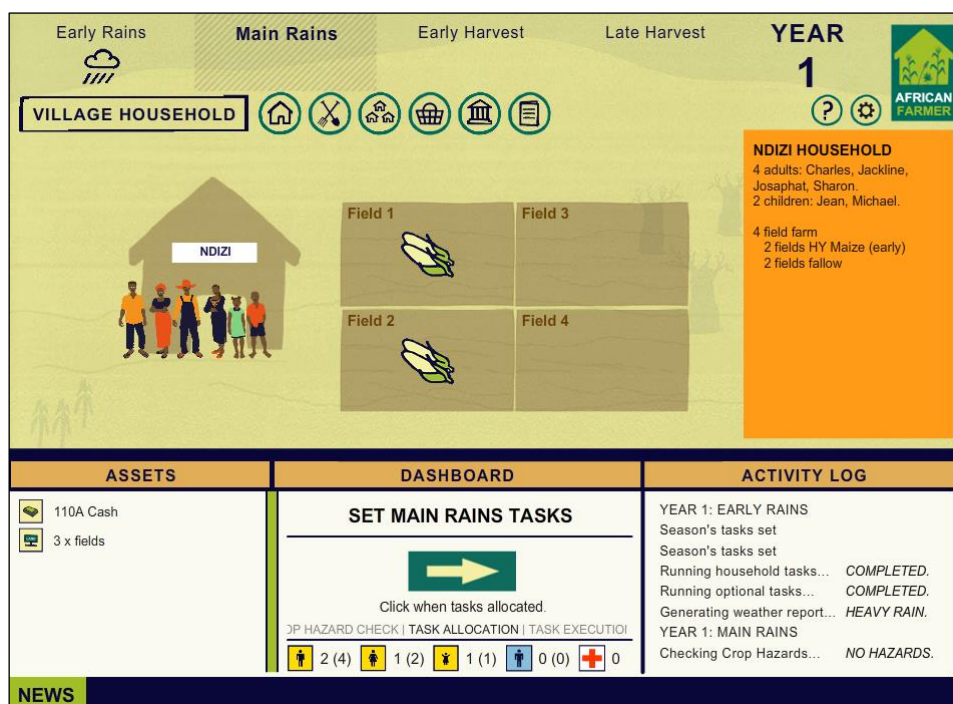 Early Rains
Main Rains
Early Harvest
Late Harvest
YEAR
1
AFRICAN
FARMER
VILLAGE HOUSEHOLD
?
NDIZI HOUSEHOLD
4 adults: Charles, Jackline,
Josaphat, Sharon.
2 children: Jean, Michael.
4 field farm
2 fields HY Maize (early)
2 fields fallow
NDIZI
Field 1
Field 3
Field 2
Field 4
ASSETS
110A Cash
3 x fields
DASHBOARD
SET MAIN RAINS TASKS
Click when tasks allocated.
OP HAZARD CHECK | TASK ALLOCATION | TASK EXECUTIO
2 (4) 1 (2) 1 (1) 0 (0) 0
ACTIVITY LOG
YEAR 1: EARLY RAINS
Season's tasks set
Season's tasks set
Running household tasks... COMPLETED.
Running optional tasks... COMPLETED.
Generating weather report... HEAVY RAIN.
YEAR 1: MAIN RAINS
Checking Crop Hazards... NO HAZARDS.
NEWS